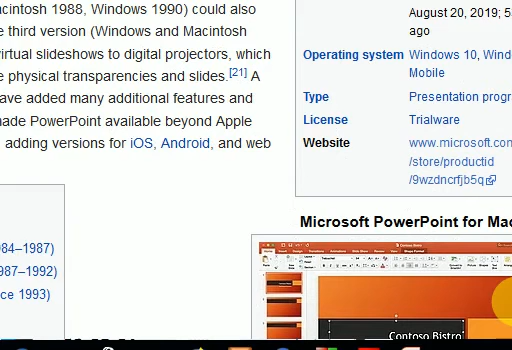 acintosh 1988, Windows 1990) could also
e third version (Windows and Macintosh
virtual slideshows to digital projectors, which
e physical transparencies and slides.[21] A
ave added many additional features and
made PowerPoint available beyond Apple
adding versions for iOS, Android, and web
984–1987)
987–1992)
ce 1993)
August 20, 2019; 5
ago
Operating system Windows 10, Wind
Mobile
Type Presentation progr
License Trialware
Website www.microsoft.com
/store/productid
/9wzdncrfjb5q
Microsoft PowerPoint for Mac
Contoso Bistro